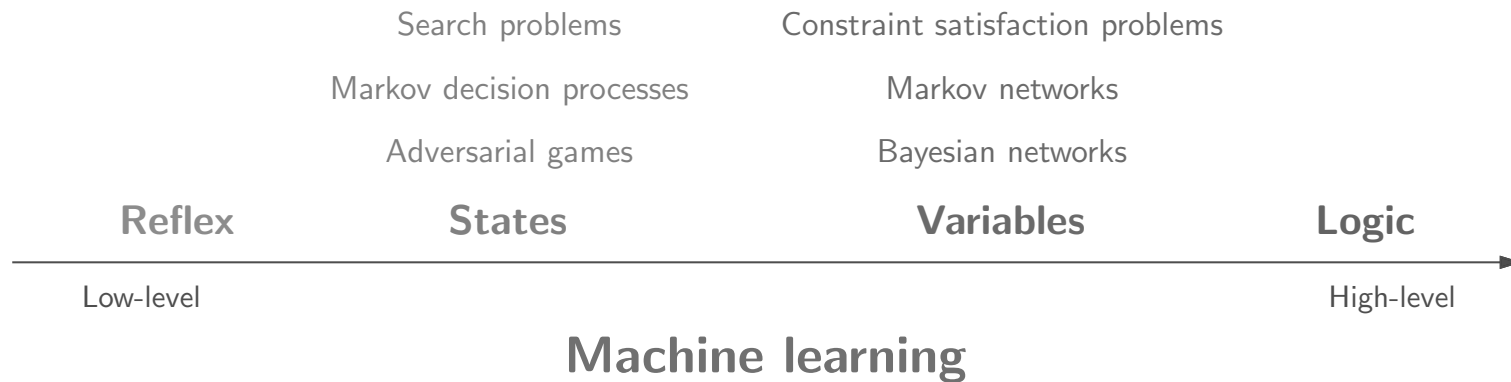 Search problems Constraint satisfaction problems
Markov decision processes Markov networks
Adversarial games Bayesian networks
Reflex States Variables Logic
Low-level High-level
Machine learning